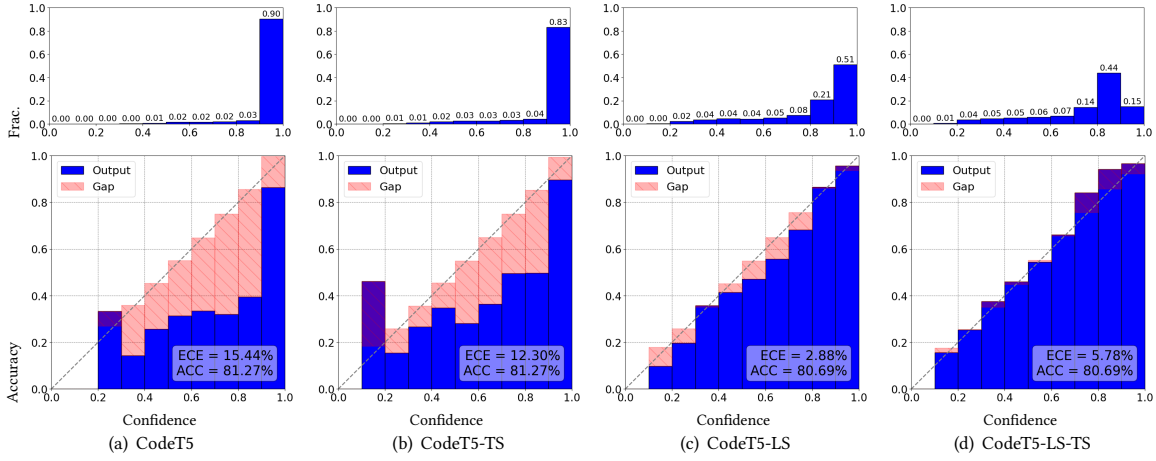 1.0 0.8 0.6 0.4 0.2 0.0
Frac.
0.00 0.00 0.00 0.00 0.01 0.02 0.02 0.02 0.03 0.90
0.0 0.2 0.4 0.6 0.8 1.0
1.0 0.8 0.6 0.4 0.2 0.0
0.00 0.00 0.01 0.01 0.02 0.03 0.03 0.03 0.04 0.83
0.0 0.2 0.4 0.6 0.8 1.0
1.0 0.8 0.6 0.4 0.2 0.0
0.00 0.00 0.02 0.04 0.04 0.04 0.05 0.08 0.21 0.51
0.0 0.2 0.4 0.6 0.8 1.0
1.0 0.8 0.6 0.4 0.2 0.0
0.00 0.01 0.04 0.05 0.05 0.06 0.07 0.14 0.44 0.15
0.0 0.2 0.4 0.6 0.8 1.0
Accuracy
1.0 0.8 0.6 0.4 0.2 0.0
Output
Gap
ECE = 15.44%
ACC = 81.27%
0.0 0.2 0.4 0.6 0.8 1.0
Confidence
(a) CodeT5
1.0 0.8 0.6 0.4 0.2 0.0
Output
Gap
ECE = 12.30%
ACC = 81.27%
0.0 0.2 0.4 0.6 0.8 1.0
Confidence
(b) CodeT5-TS
1.0 0.8 0.6 0.4 0.2 0.0
Output
Gap
ECE = 2.88%
ACC = 80.69%
0.0 0.2 0.4 0.6 0.8 1.0
Confidence
(c) CodeT5-LS
1.0 0.8 0.6 0.4 0.2 0.0
Output
Gap
ECE = 5.78%
ACC = 80.69%
0.0 0.2 0.4 0.6 0.8 1.0
Confidence
(d) CodeT5-LS-TS